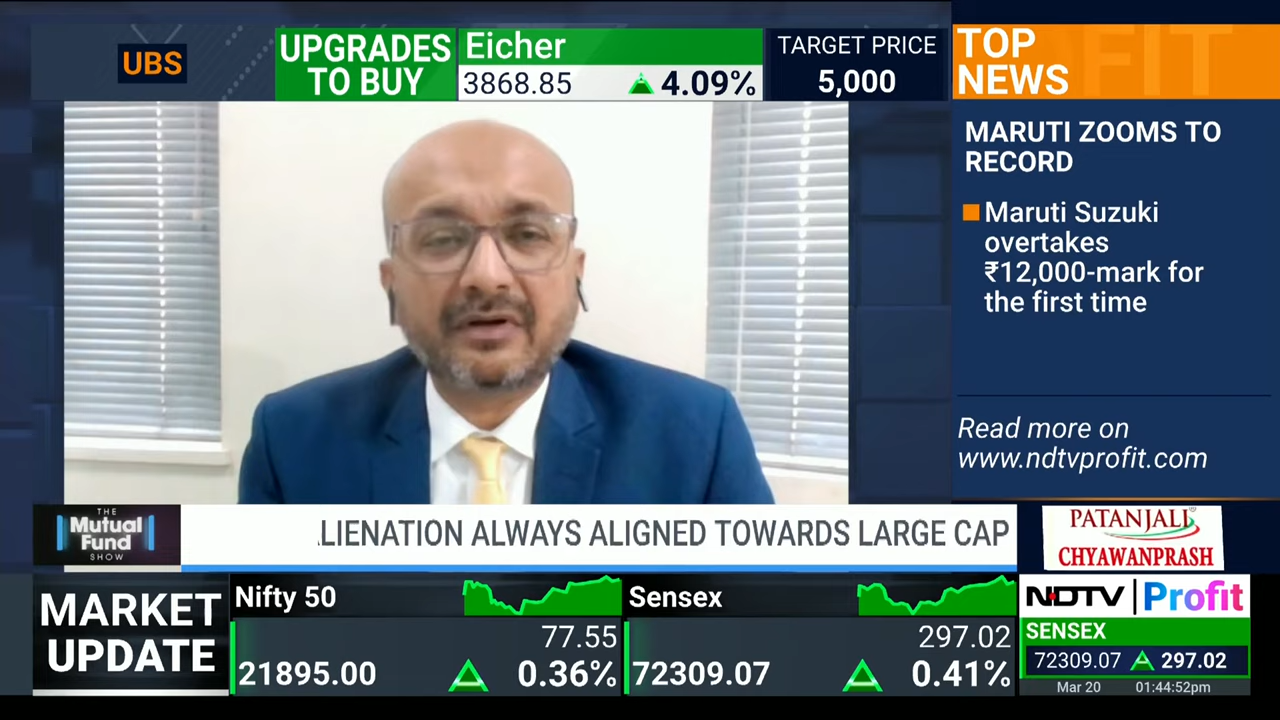 UBS
UPGRADES
TO BUY
Eicher
3868.85 4.09%
TARGET PRICE
5,000
TOP
NEWS
MARUTI ZOOMS TO
RECORD
Maruti Suzuki
overtakes
₹12,000-mark for
the first time
Read more on
www.ndtvprofit.com
THE
Mutual
Fund
SHOW
LIENATION ALWAYS ALIGNED TOWARDS LARGE CAP
PATANJALI
CHYAWANPRASH
MARKET
UPDATE
Nifty 50
77.55
21895.00 0.36%
Sensex
297.02
72309.07 0.41%
NDTV Profit
SENSEX
72309.07 297.02
Mar 20 01:44:52pm